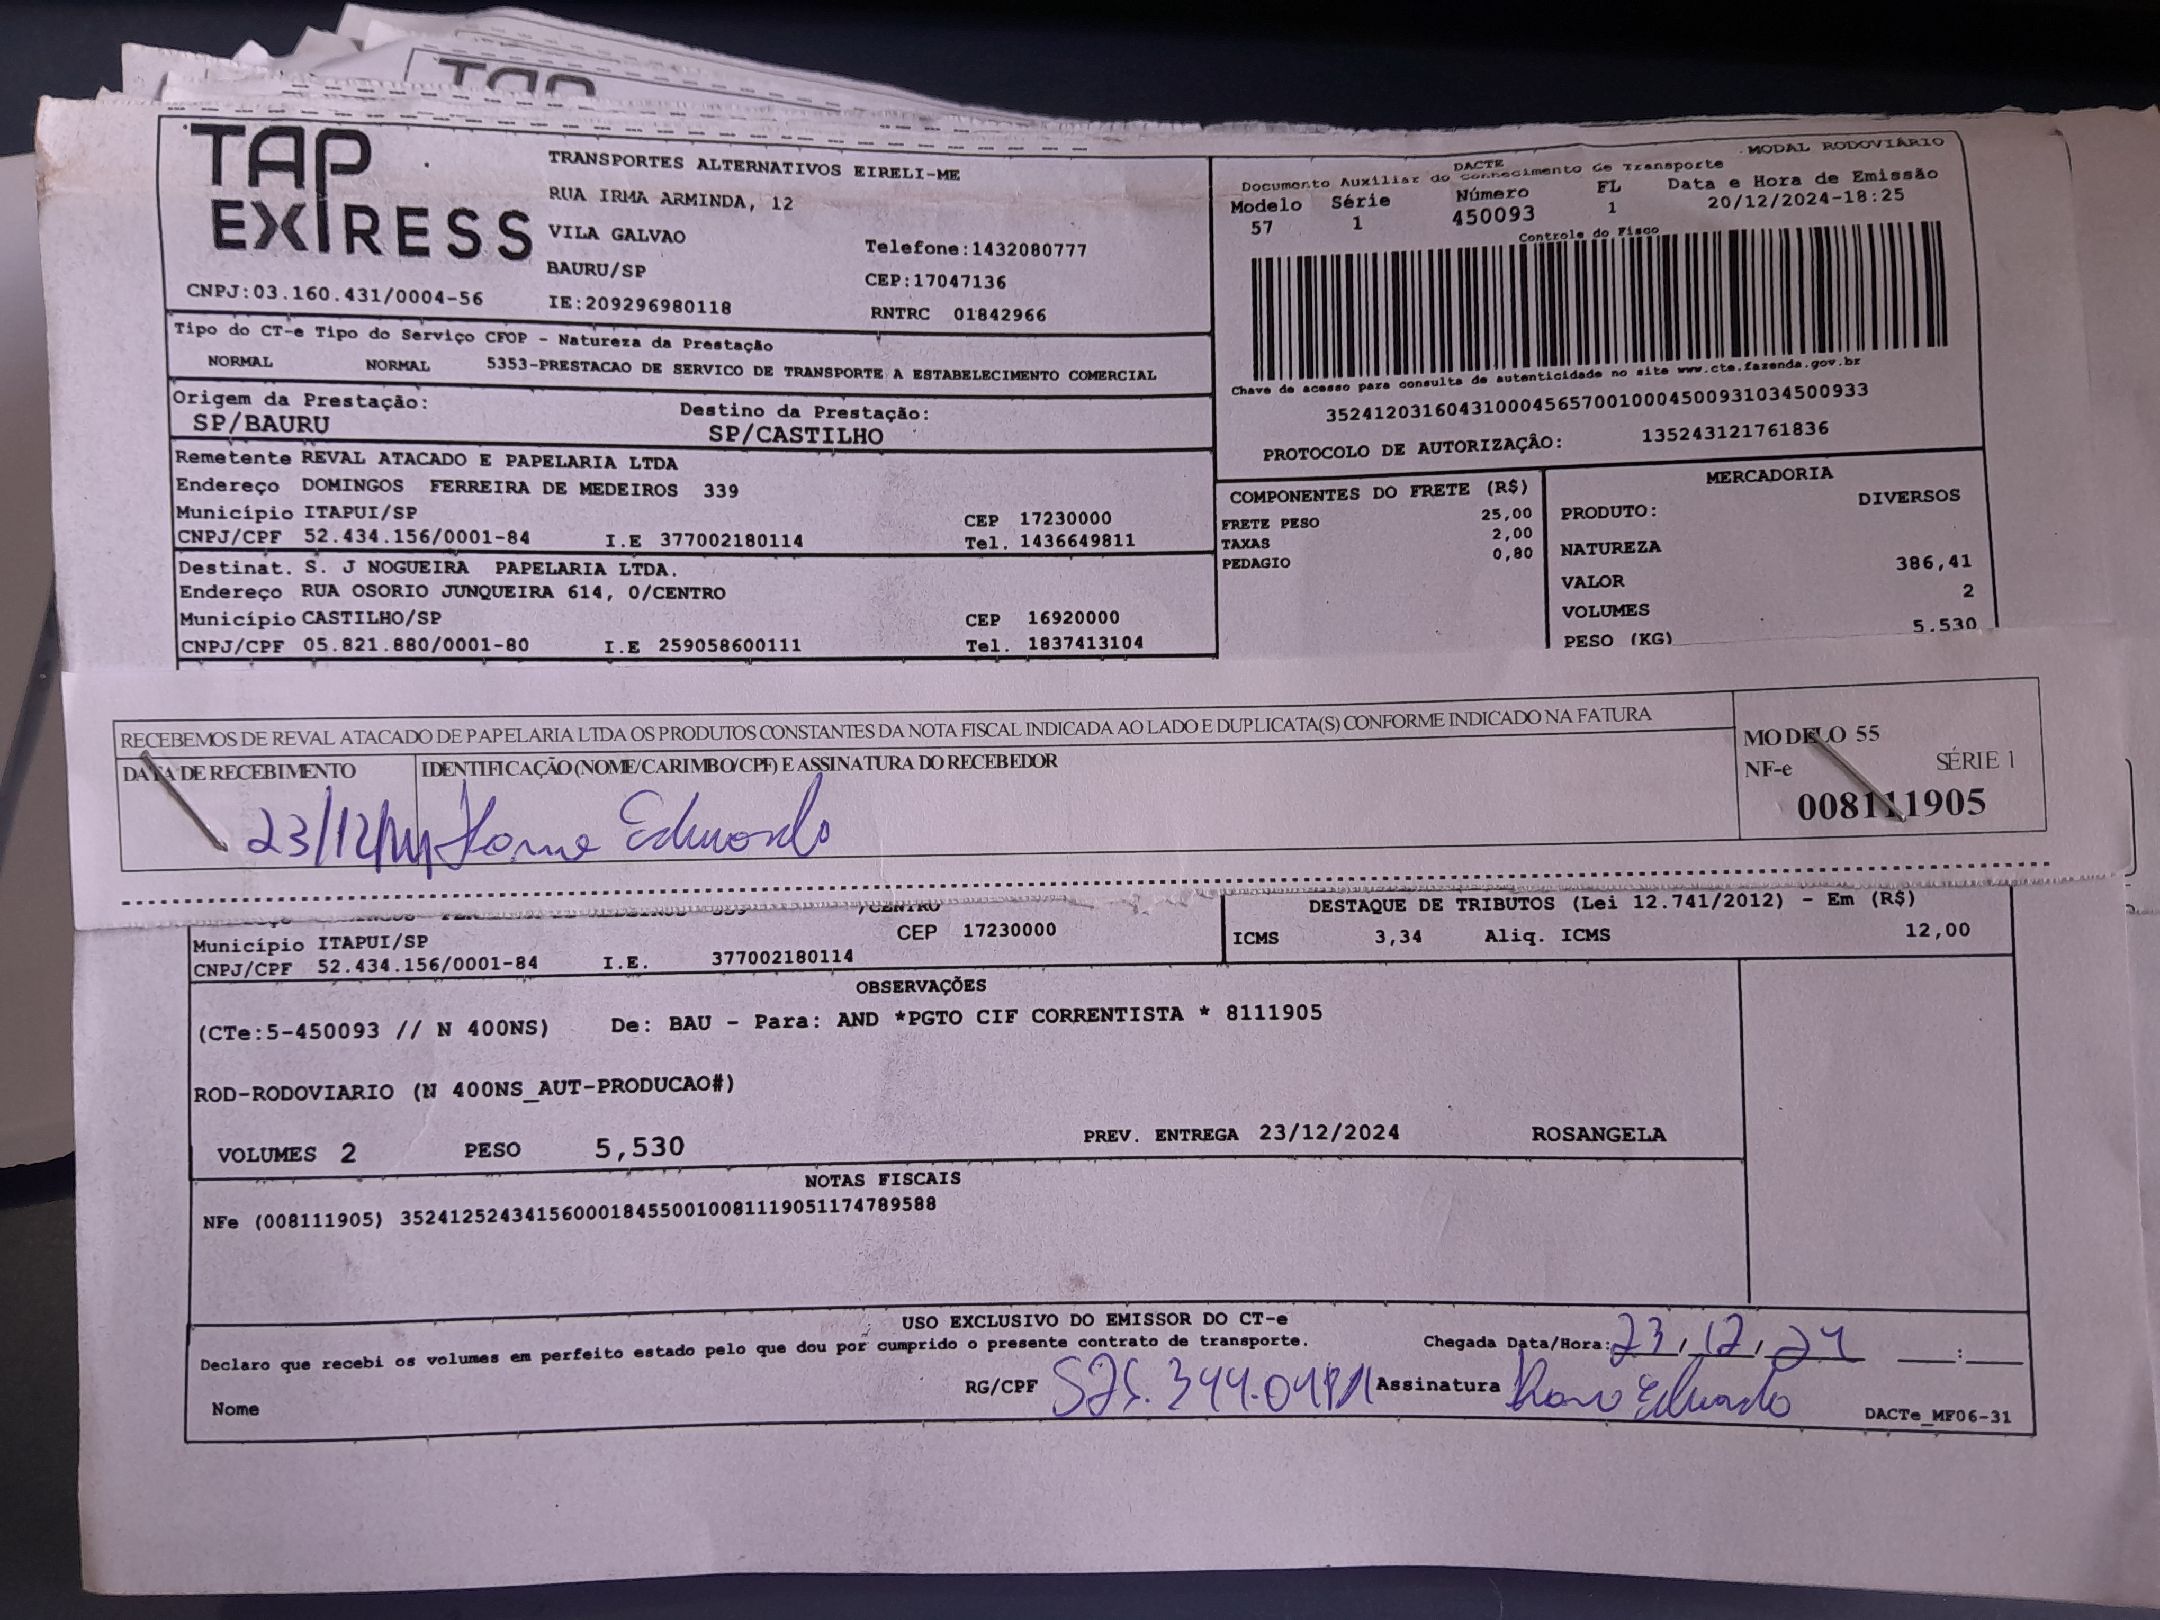 TAP
TAP
EXPRESS
TRANSPORTES ALTERNATIVOS EIRELI-ME
RUA IRMA ARMINDA, 12
VILA GALVAO
BAURU/SP
Telefone:1432080777
CEP:17047136
CNPJ:03.160.431/0004-56
IE:209296980118
RNTRC 01842966
MODAL RODOVIÁRIO
DACTE
Documento Auxiliar do Conhecimento de Transporte
Modelo Série Número FL Data e Hora de Emissão
57 1 450093 1 20/12/2024-18:25
Controle do Fisco
Chave de acesso para consulta de autenticidade no site www.cte.fazenda.gov.br
35241203160431000456570010004500931034500933
PROTOCOLO DE AUTORIZAÇÃO: 135243121761836
Tipo do CT-e Tipo do Serviço CFOP - Natureza da Prestação
NORMAL NORMAL 5353-PRESTACAO DE SERVICO DE TRANSPORTE A ESTABELECIMENTO COMERCIAL
Origem da Prestação: Destino da Prestação:
SP/BAURU SP/CASTILHO
Remetente REVAL ATACADO E PAPELARIA LTDA
Endereço DOMINGOS FERREIRA DE MEDEIROS 339
Município ITAPUI/SP CEP 17230000
CNPJ/CPF 52.434.156/0001-84 I.E 377002180114 Tel. 1436649811
Destinat. S. J NOGUEIRA PAPELARIA LTDA.
Endereço RUA OSORIO JUNQUEIRA 614, 0/CENTRO
Município CASTILHO/SP CEP 16920000
CNPJ/CPF 05.821.880/0001-80 I.E 259058600111 Tel. 1837413104
COMPONENTES DO FRETE (R$)
FRETE PESO 25,00
TAXAS 2,00
PEDAGIO 0,80
MERCADORIA
PRODUTO: DIVERSOS
NATUREZA
VALOR 386,41
VOLUMES 2
PESO (KG) 5.530
RECEBEMOS DE REVAL ATACADO DE PAPELARIA LTDA OS PRODUTOS CONSTANTES DA NOTA FISCAL INDICADA AO LADO E DUPLICATA(S) CONFORME INDICADO NA FATURA
DATA DE RECEBIMENTO IDENTIFICAÇÃO (NOME/CARIMBO/CPF) E ASSINATURA DO RECEBEDOR
23/12/24 Eduardo
MODELO 55
NF-e SÉRIE 1
008111905
/CENTRO
Município ITAPUI/SP CEP 17230000
CNPJ/CPF 52.434.156/0001-84 I.E. 377002180114
DESTAQUE DE TRIBUTOS (Lei 12.741/2012) - Em (R$)
ICMS 3,34 Aliq. ICMS 12,00
OBSERVAÇÕES
(CTe:5-450093 // N 400NS) De: BAU - Para: AND *PGTO CIF CORRENTISTA * 8111905
ROD-RODOVIARIO (N 400NS_AUT-PRODUCAO#)
VOLUMES 2 PESO 5,530 PREV. ENTREGA 23/12/2024 ROSANGELA
NOTAS FISCAIS
NFe (008111905) 35241252434156000184550010081119051174789588
USO EXCLUSIVO DO EMISSOR DO CT-e
Declaro que recebi os volumes em perfeito estado pelo que dou por cumprido o presente contrato de transporte. Chegada Data/Hora: 23/12/24 ___:___
Nome RG/CPF Assinatura Eduardo
DACTe_MF06-31